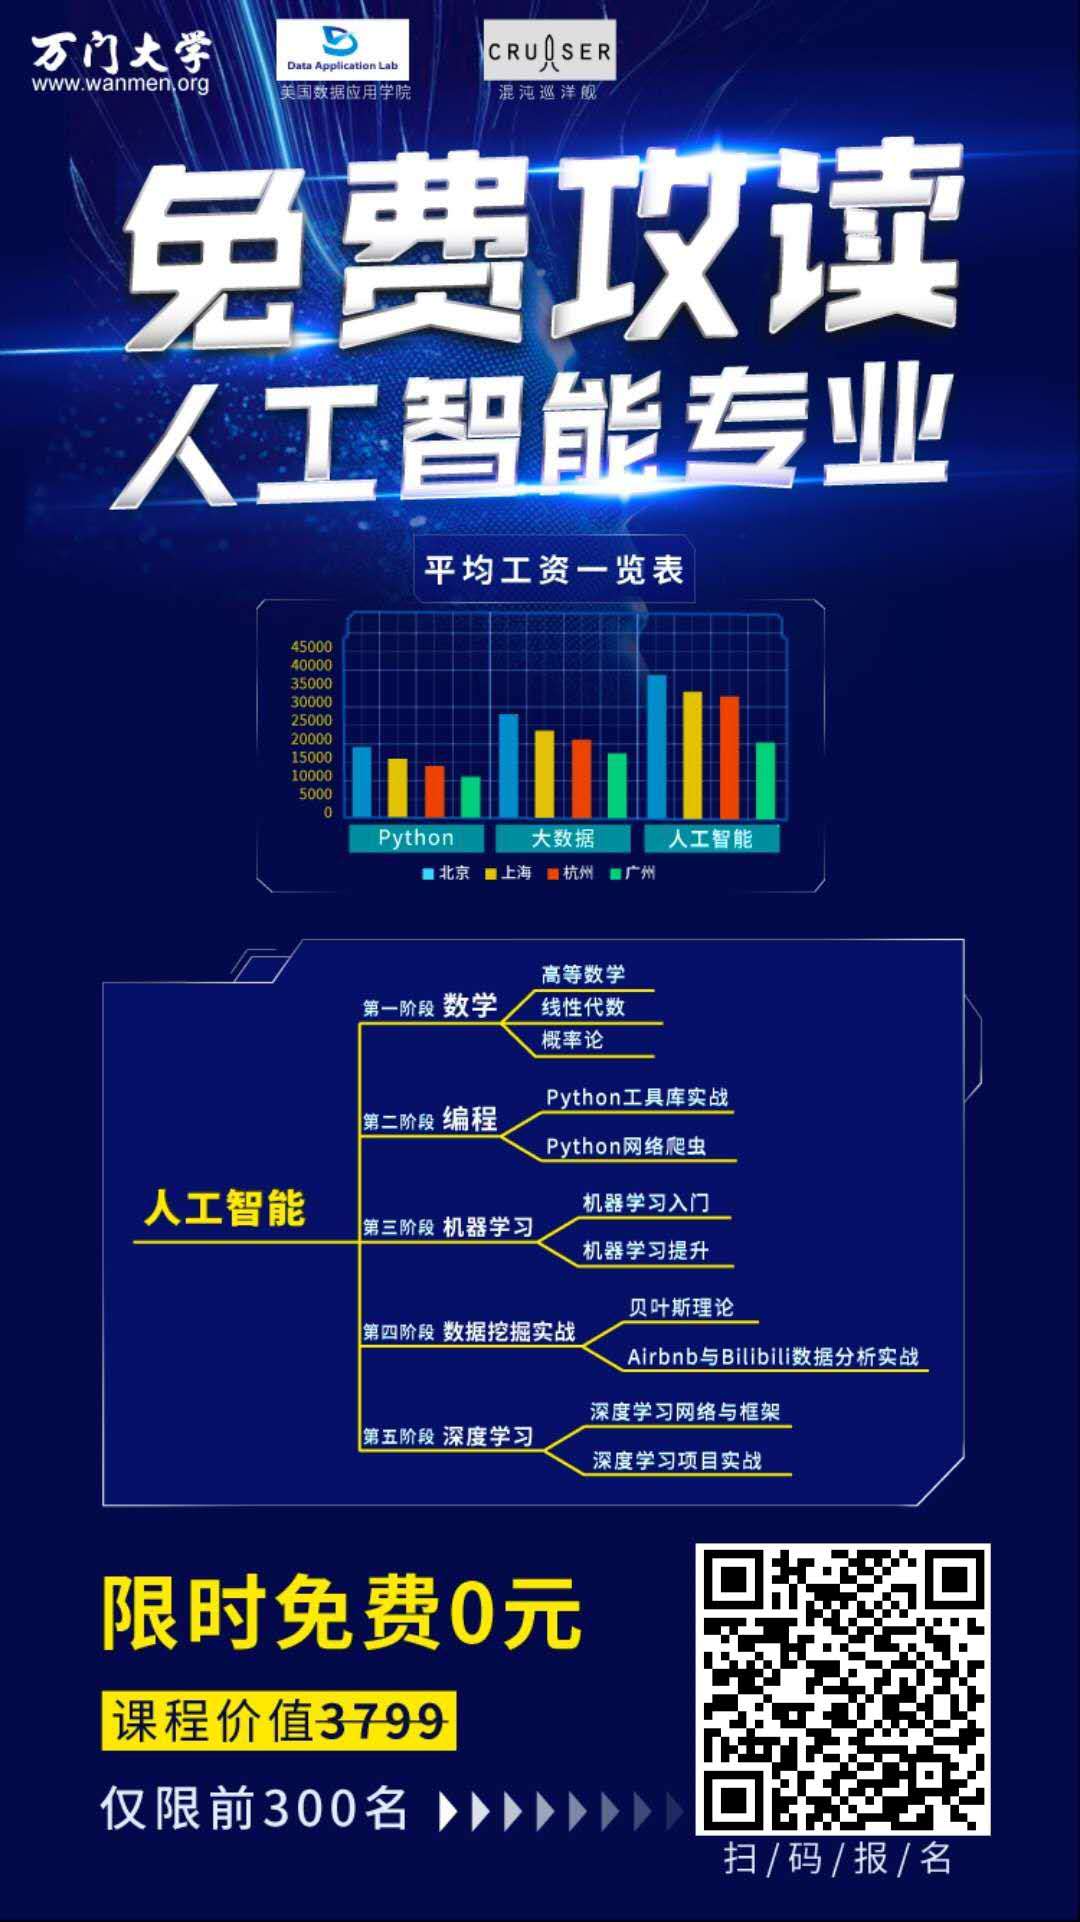 万门大学
www.wanmen.org
Data Application Lab
美国数据应用学院
CRUISER
混沌巡洋舰
免费攻读
人工智能专业
平均工资一览表
45000
40000
35000
30000
25000
20000
15000
10000
5000
0
Python 大数据 人工智能
北京 上海 杭州 广州
人工智能
第一阶段 数学
高等数学
线性代数
概率论
第二阶段 编程
Python工具库实战
Python网络爬虫
第三阶段 机器学习
机器学习入门
机器学习提升
第四阶段 数据挖掘实战
贝叶斯理论
Airbnb与Bilibili数据分析实战
第五阶段 深度学习
深度学习网络与框架
深度学习项目实战
限时免费0元
课程价值3799
仅限前300名
扫/码/报/名